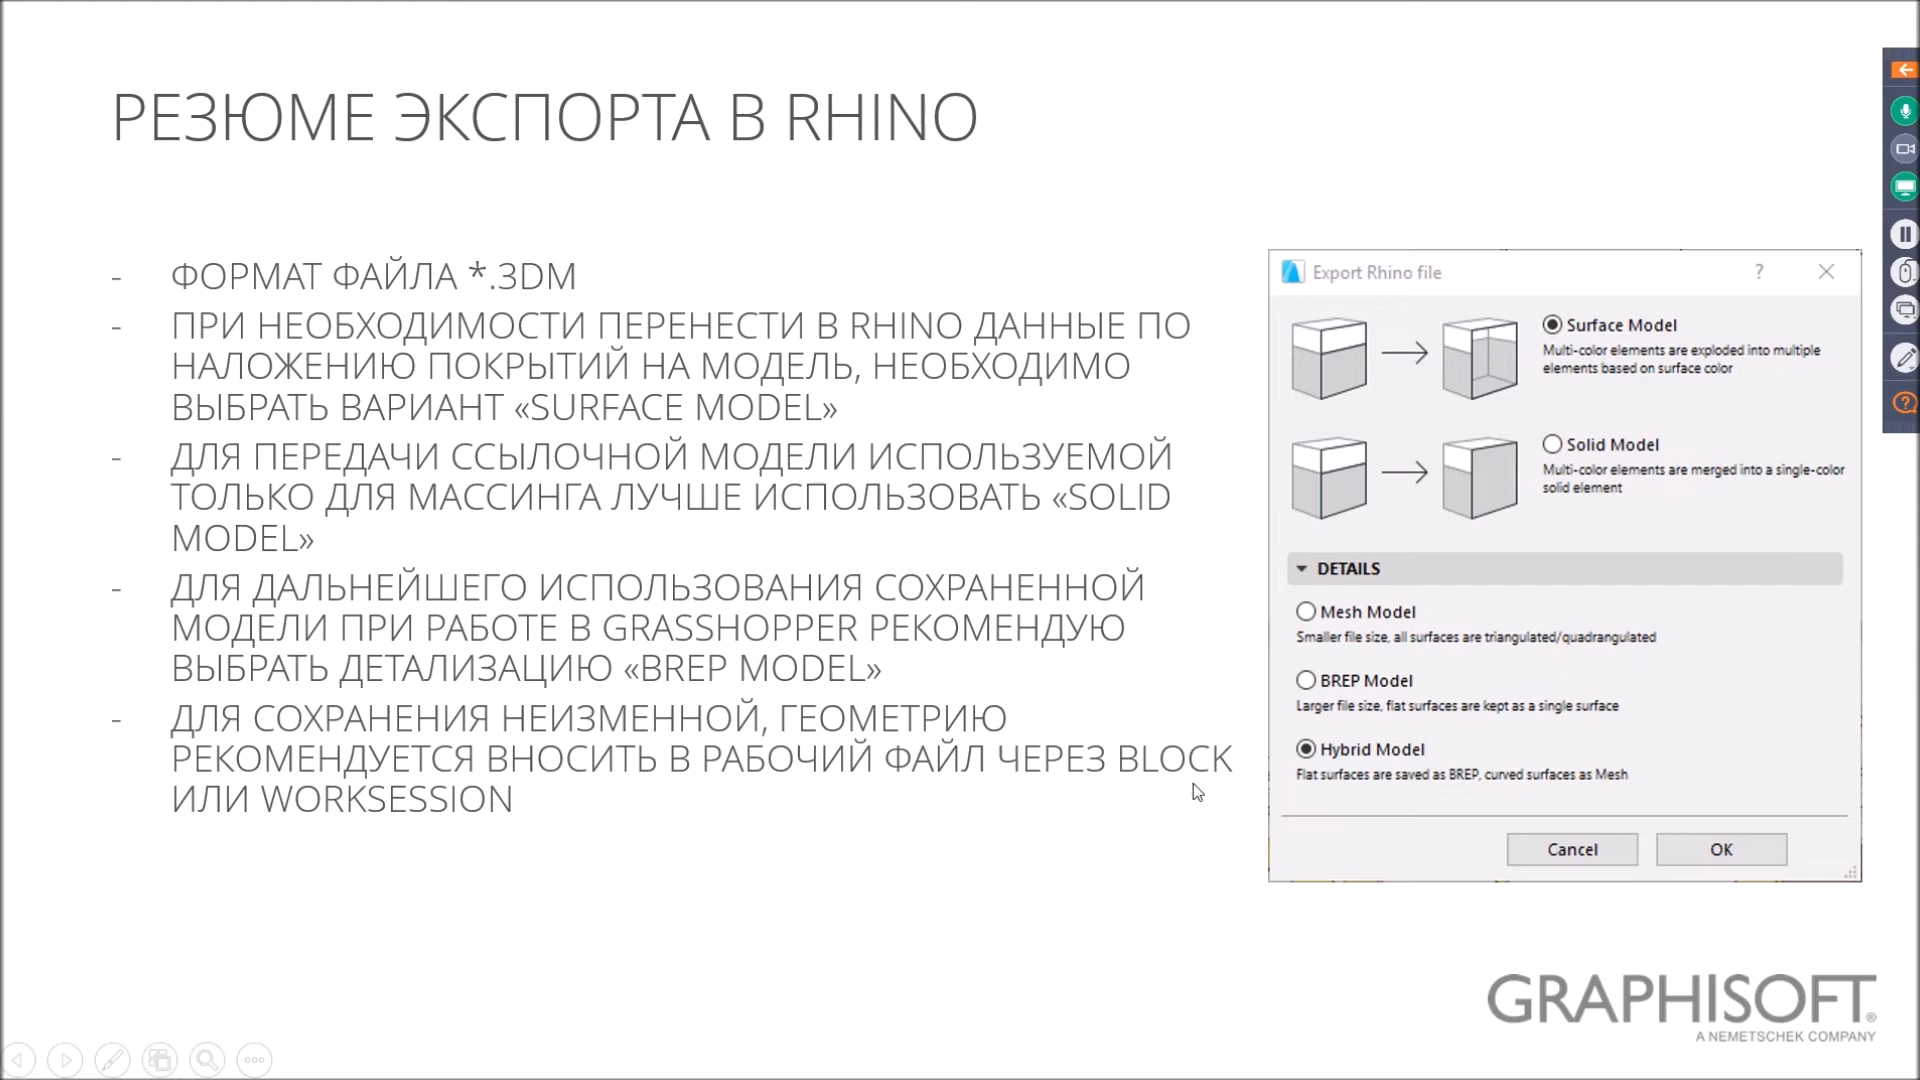 РЕЗЮМЕ ЭКСПОРТА В RHINO
- ФОРМАТ ФАЙЛА *.3DM
- ПРИ НЕОБХОДИМОСТИ ПЕРЕНЕСТИ В RHINO ДАННЫЕ ПО
НАЛОЖЕНИЮ ПОКРЫТИЙ НА МОДЕЛЬ, НЕОБХОДИМО
ВЫБРАТЬ ВАРИАНТ «SURFACE MODEL»
- ДЛЯ ПЕРЕДАЧИ ССЫЛОЧНОЙ МОДЕЛИ ИСПОЛЬЗУЕМОЙ
ТОЛЬКО ДЛЯ МАССИНГА ЛУЧШЕ ИСПОЛЬЗОВАТЬ «SOLID
MODEL»
- ДЛЯ ДАЛЬНЕЙШЕГО ИСПОЛЬЗОВАНИЯ СОХРАНЕННОЙ
МОДЕЛИ ПРИ РАБОТЕ В GRASSHOPPER РЕКОМЕНДУЮ
ВЫБРАТЬ ДЕТАЛИЗАЦИЮ «BREP MODEL»
- ДЛЯ СОХРАНЕНИЯ НЕИЗМЕННОЙ, ГЕОМЕТРИЮ
РЕКОМЕНДУЕТСЯ ВНОСИТЬ В РАБОЧИЙ ФАЙЛ ЧЕРЕЗ BLOCK
ИЛИ WORKSESSION
Export Rhino file
Surface Model
Multi-color elements are exploded into multiple
elements based on surface color
Solid Model
Multi-color elements are merged into a single-color
solid element
DETAILS
Mesh Model
Smaller file size, all surfaces are triangulated/quadrangulated
BREP Model
Larger file size, flat surfaces are kept as a single surface
Hybrid Model
Flat surfaces are saved as BREP, curved surfaces as Mesh
Cancel
OK
GRAPHISOFT®
A NEMETSCHEK COMPANY